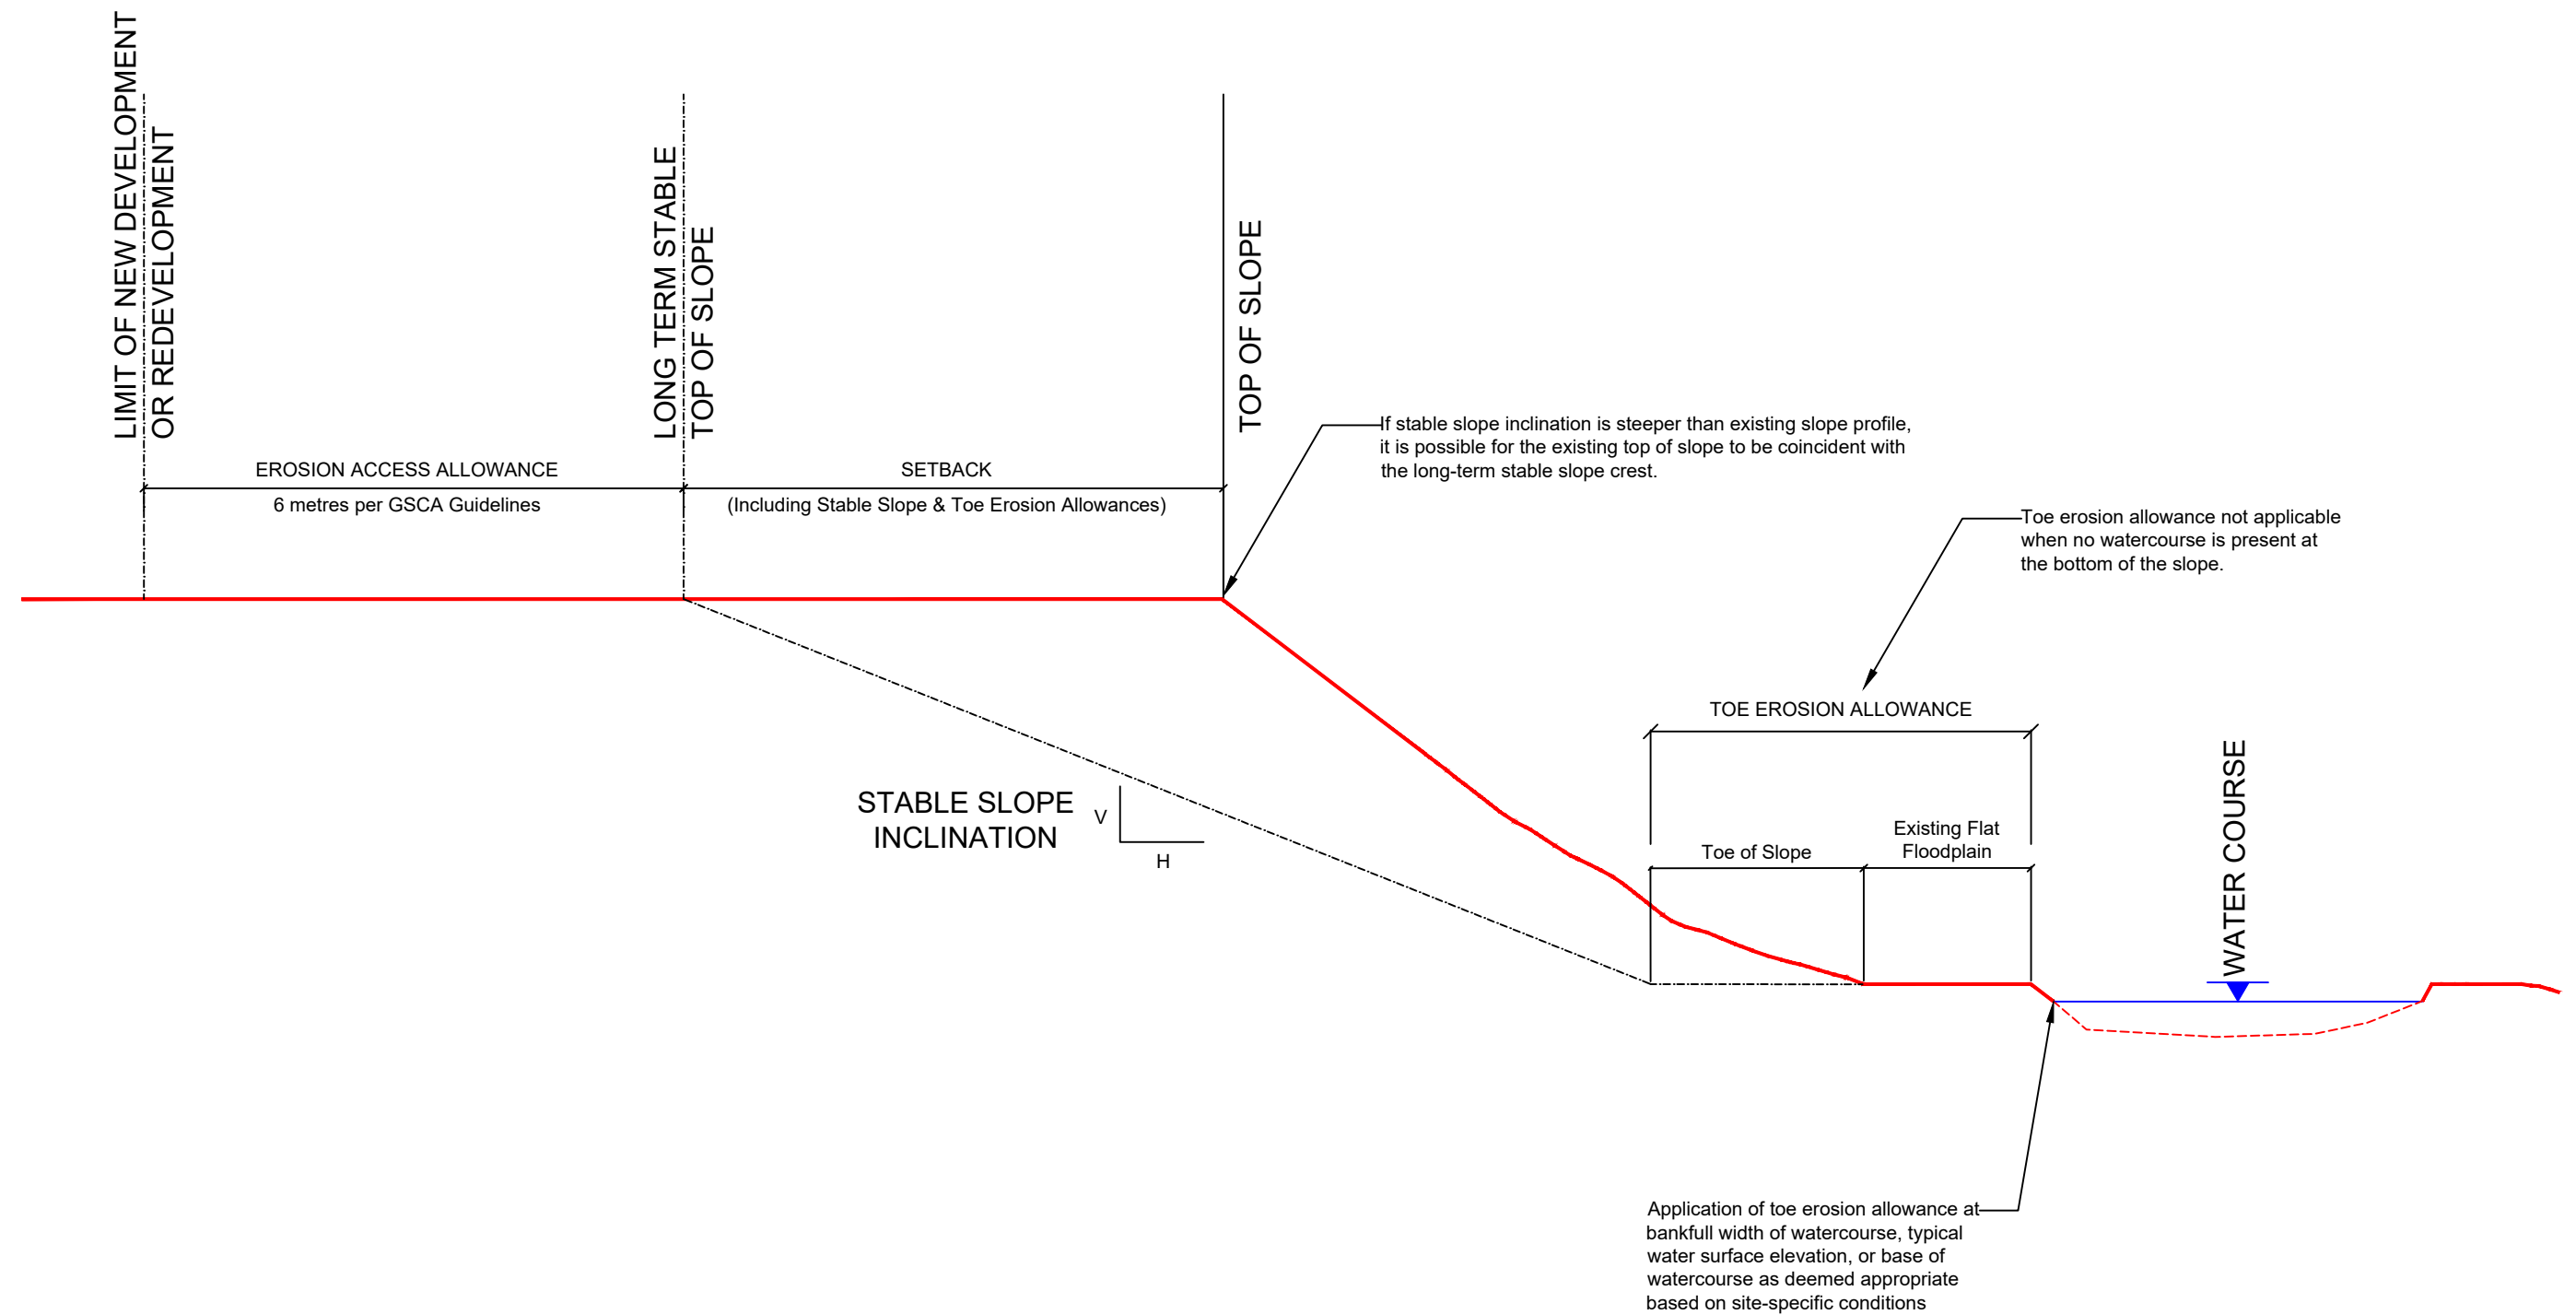 LIMIT OF NEW DEVELOPMENT
OR REDEVELOPMENT
LONG TERM STABLE
TOP OF SLOPE
TOP OF SLOPE
EROSION ACCESS ALLOWANCE
6 metres per GSCA Guidelines
SETBACK
(Including Stable Slope & Toe Erosion Allowances)
If stable slope inclination is steeper than existing slope profile,
it is possible for the existing top of slope to be coincident with
the long-term stable slope crest.
Toe erosion allowance not applicable
when no watercourse is present at
the bottom of the slope.
TOE EROSION ALLOWANCE
STABLE SLOPE
INCLINATION
V
H
Toe of Slope
Existing Flat
Floodplain
WATER COURSE
Application of toe erosion allowance at
bankfull width of watercourse, typical
water surface elevation, or base of
watercourse as deemed appropriate
based on site-specific conditions